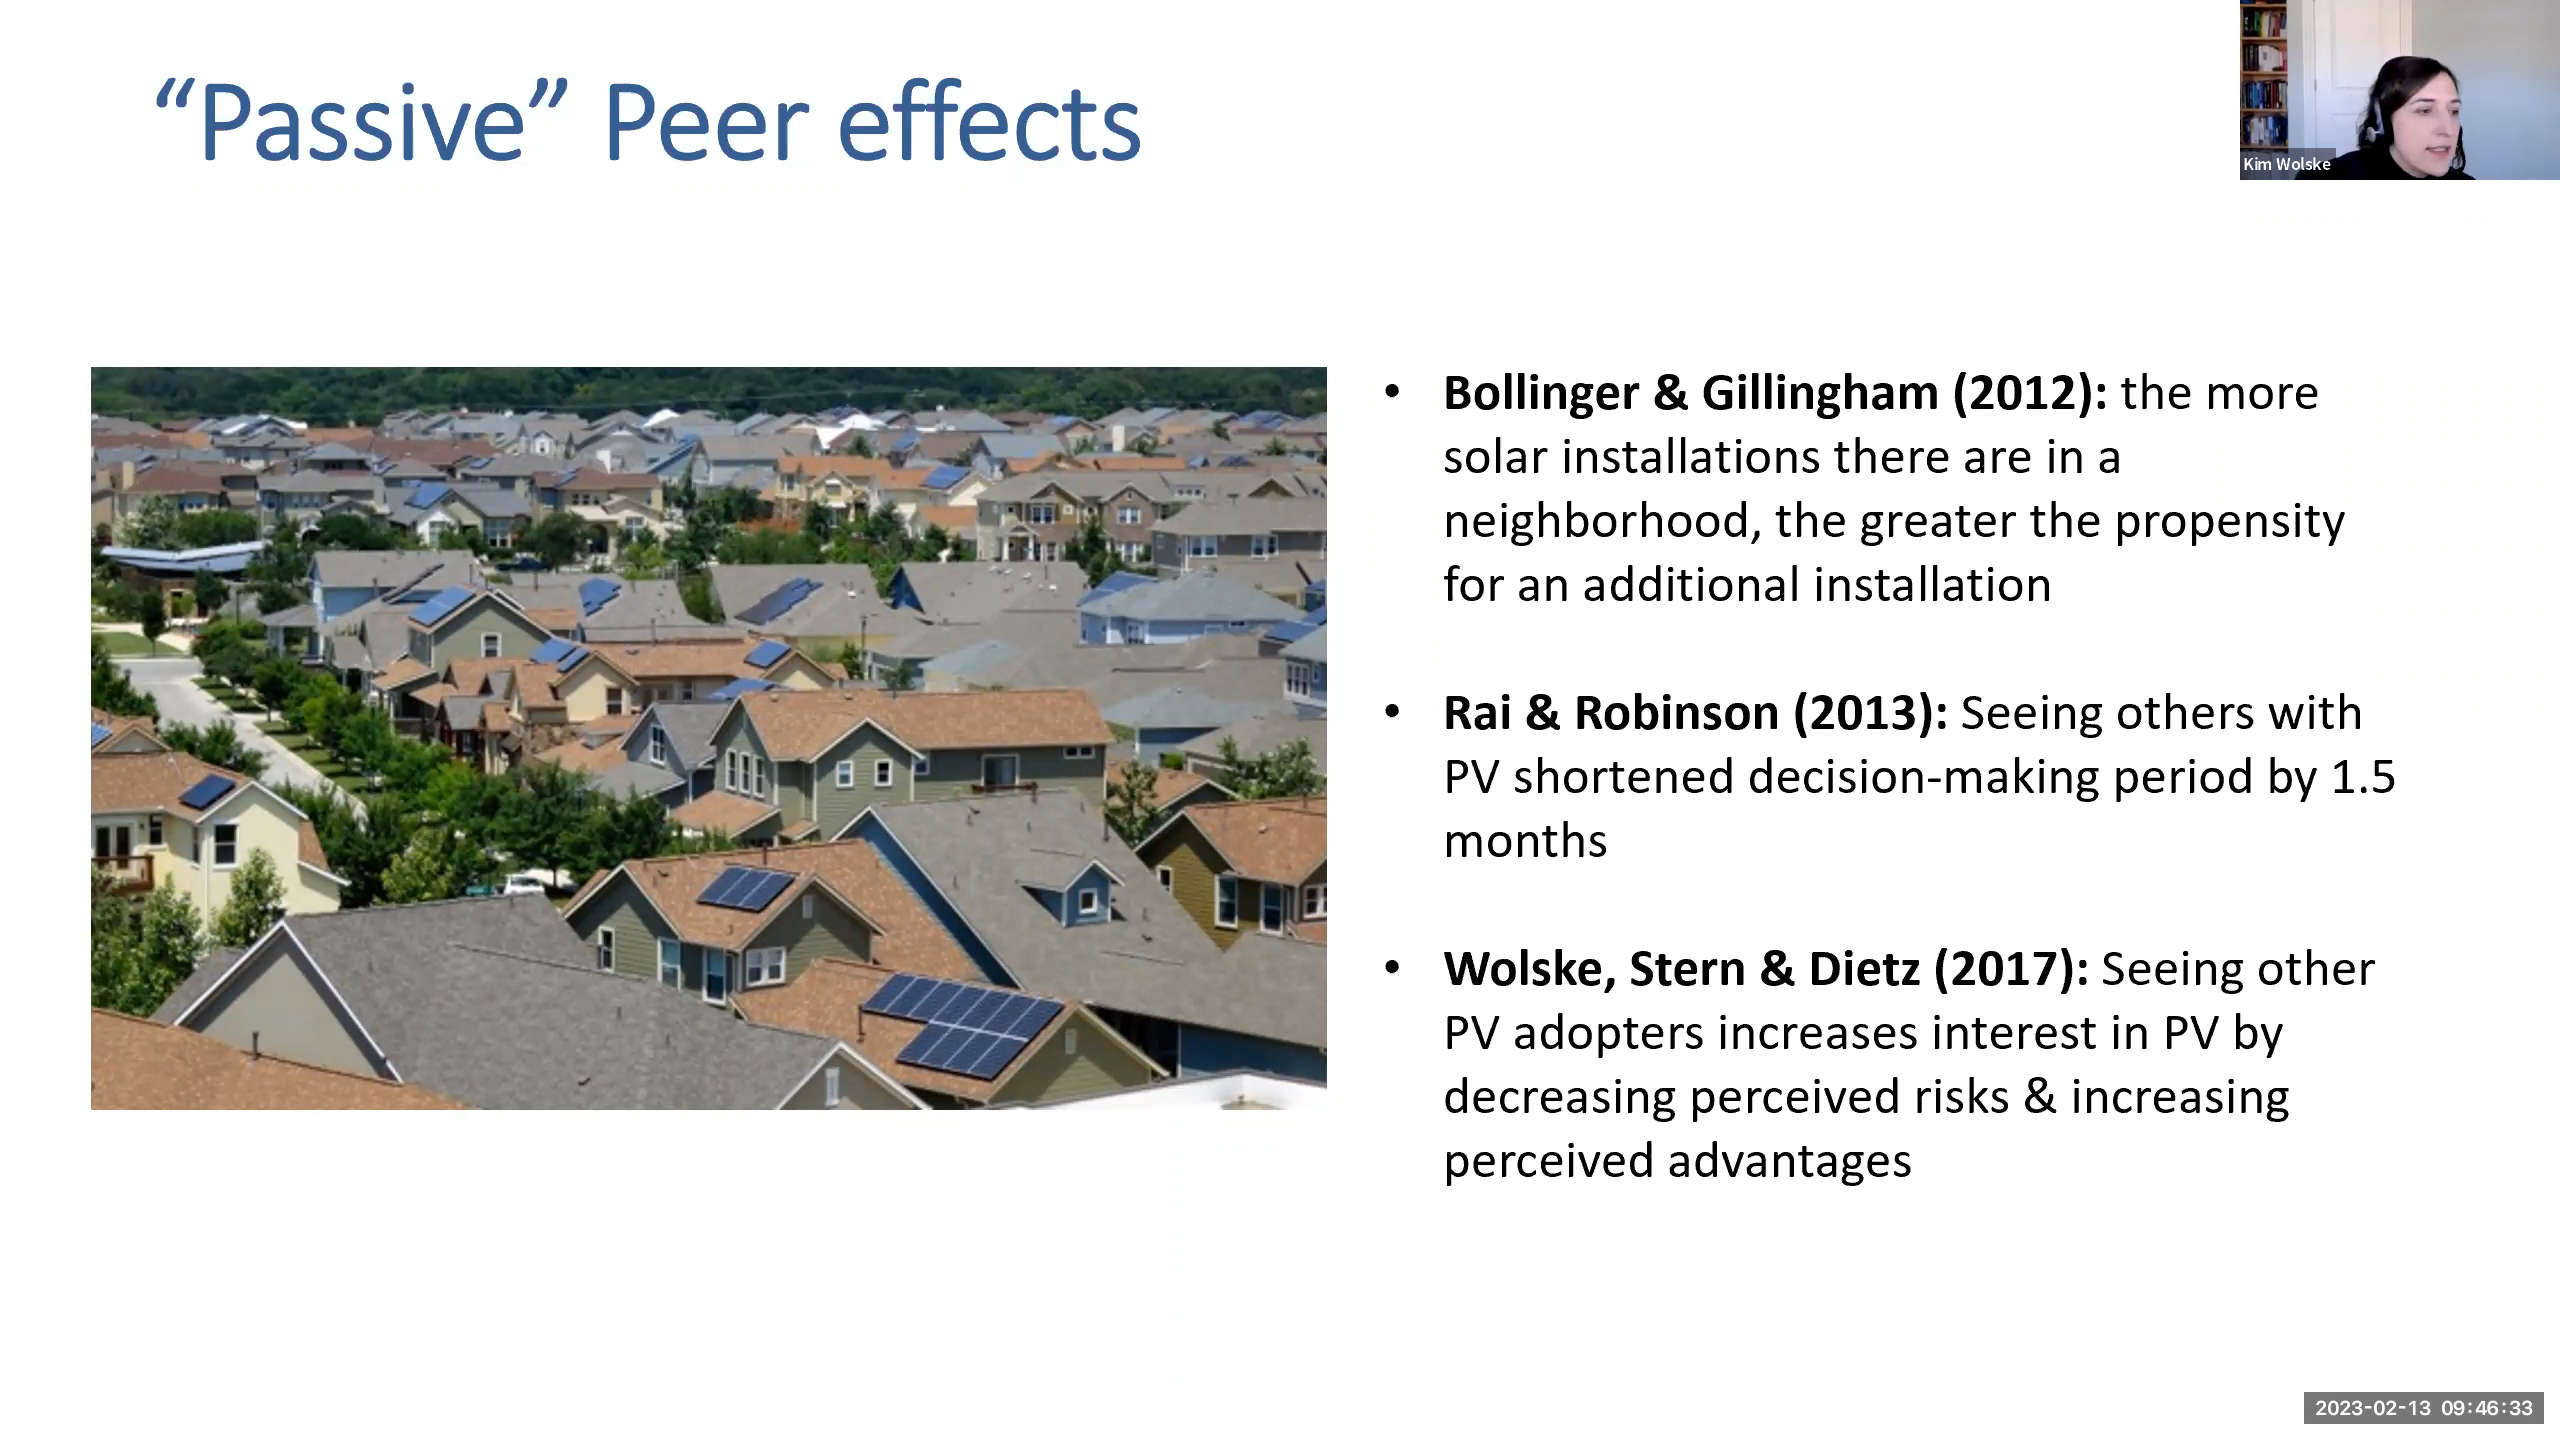 “Passive” Peer effects
Kim Wolske
• Bollinger & Gillingham (2012): the more
solar installations there are in a
neighborhood, the greater the propensity
for an additional installation
• Rai & Robinson (2013): Seeing others with
PV shortened decision-making period by 1.5
months
• Wolske, Stern & Dietz (2017): Seeing other
PV adopters increases interest in PV by
decreasing perceived risks & increasing
perceived advantages
2023-02-13 09:46:33